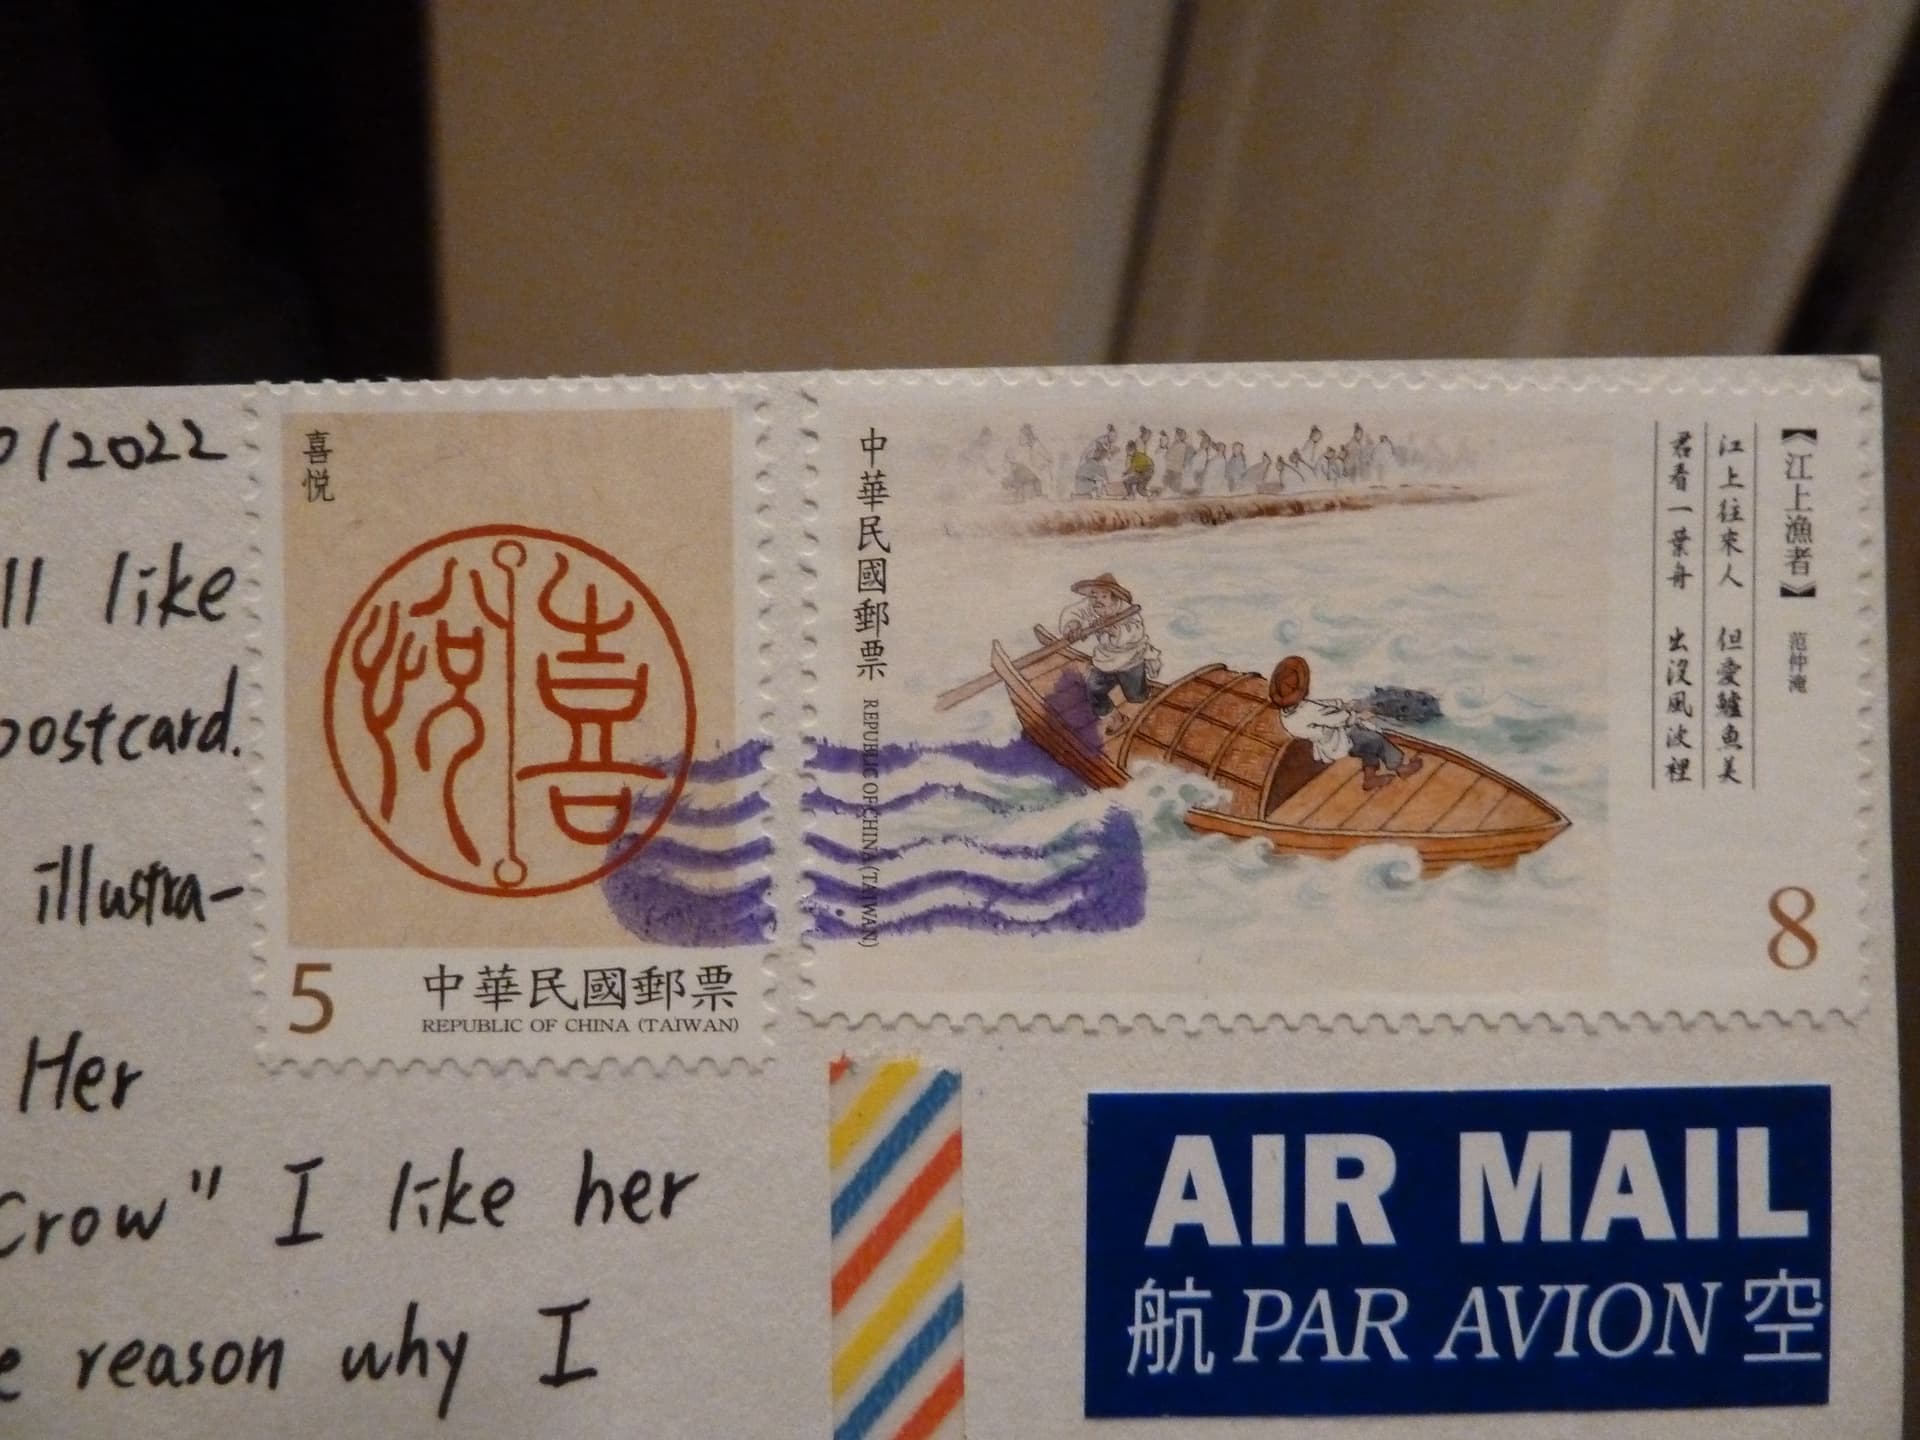 0/2022
ll like
postcard.
illustra-
Her
Crow" I like her
e reason why I
喜悅
喜悅
5
中華民國郵票
REPUBLIC OF CHINA (TAIWAN)
中華民國郵票
REPUBLIC OF CHINA (TAIWAN)
【江上漁者】 范仲淹
江上往來人 但愛鱸魚美
君看一葉舟 出沒風波裡
8
AIR MAIL
航 PAR AVION 空